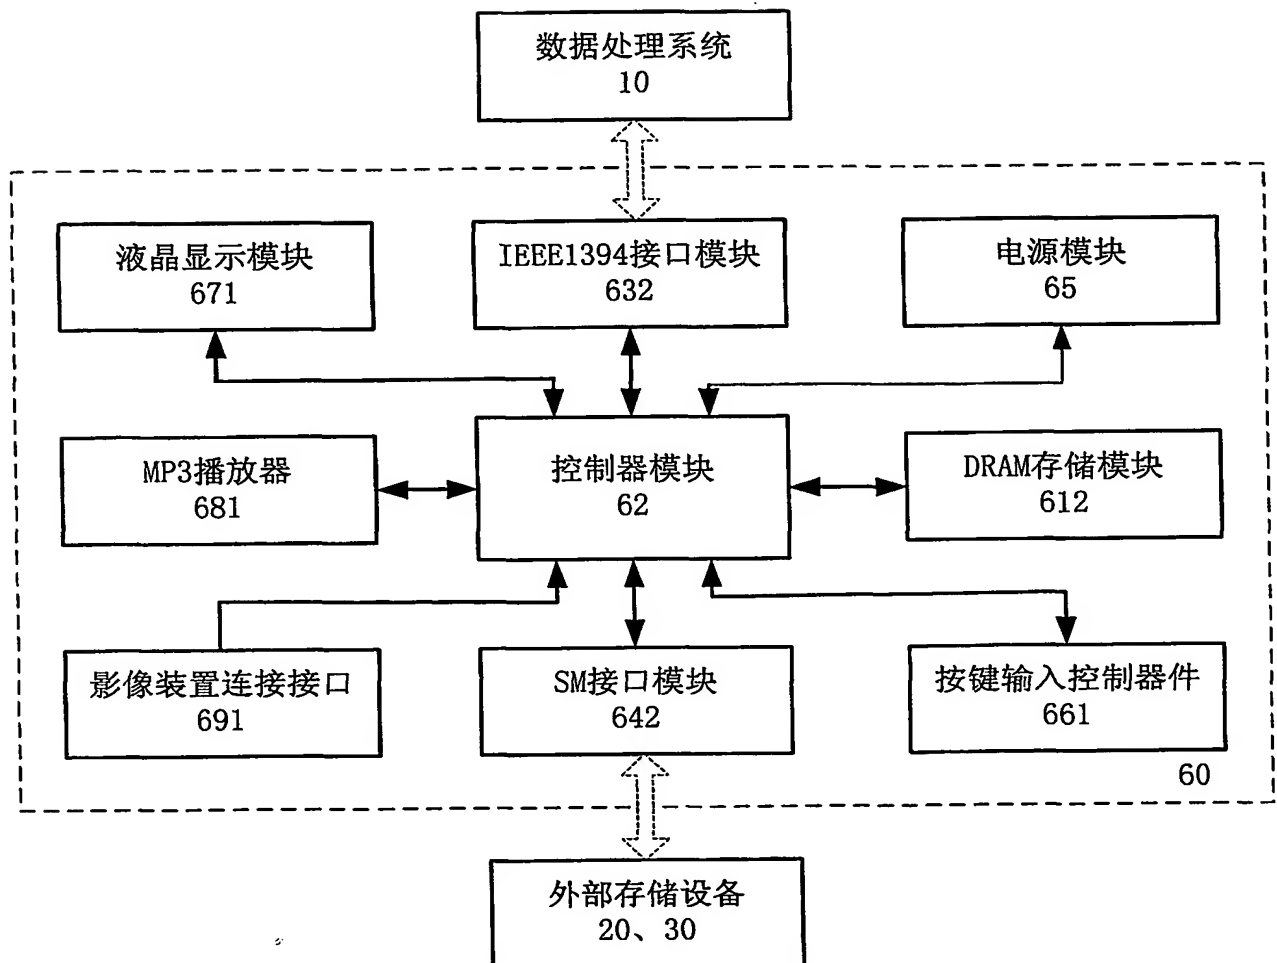 数据处理系统
10
液晶显示模块
671
IEEE1394接口模块
632
电源模块
65
MP3播放器
681
控制器模块
62
DRAM存储模块
612
影像装置连接接口
691
SM接口模块
642
按键输入控制器件
661
60
外部存储设备
20、30